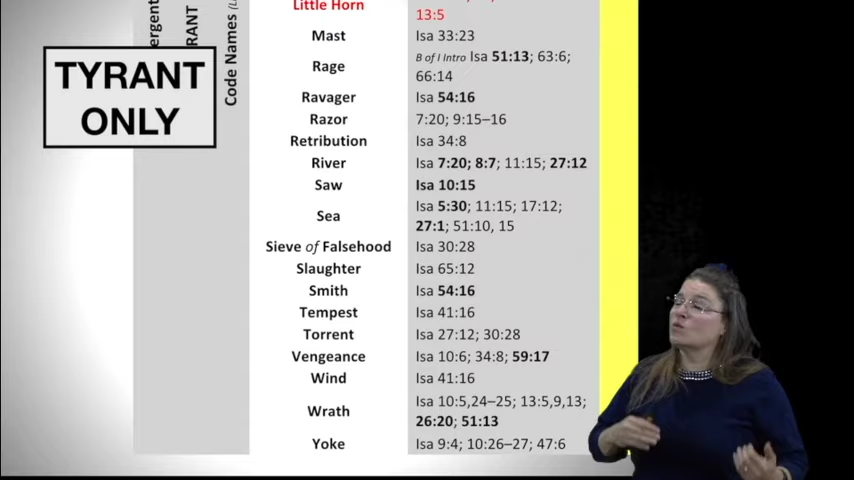 Little Horn
13:5
Mast Isa 33:23
Rage B of I Intro Isa 51:13; 63:6;
66:14
Ravager Isa 54:16
Razor 7:20; 9:15–16
Retribution Isa 34:8
River Isa 7:20; 8:7; 11:15; 27:12
Saw Isa 10:15
Sea Isa 5:30; 11:15; 17:12;
27:1; 51:10, 15
Sieve of Falsehood Isa 30:28
Slaughter Isa 65:12
Smith Isa 54:16
Tempest Isa 41:16
Torrent Isa 27:12; 30:28
Vengeance Isa 10:6; 34:8; 59:17
Wind Isa 41:16
Wrath Isa 10:5,24–25; 13:5,9,13;
26:20; 51:13
Yoke Isa 9:4; 10:26–27; 47:6
TYRANT
ONLY
Code Names